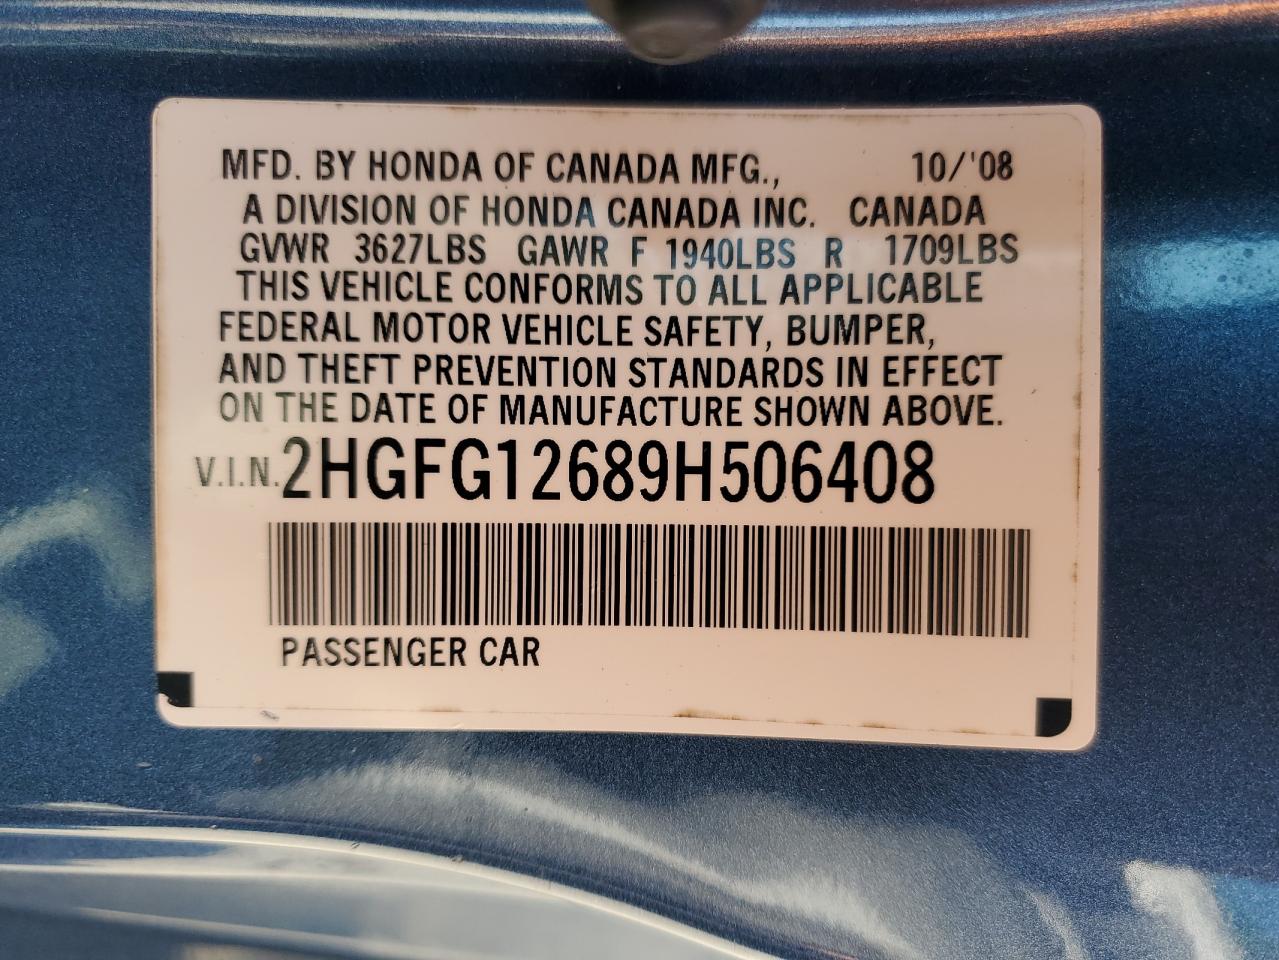 MFD. BY HONDA OF CANADA MFG., 10/'08
A DIVISION OF HONDA CANADA INC. CANADA
GVWR 3627LBS GAWR F 1940LBS R 1709LBS
THIS VEHICLE CONFORMS TO ALL APPLICABLE
FEDERAL MOTOR VEHICLE SAFETY, BUMPER,
AND THEFT PREVENTION STANDARDS IN EFFECT
ON THE DATE OF MANUFACTURE SHOWN ABOVE.
V.I.N. 2HGFG12689H506408
PASSENGER CAR